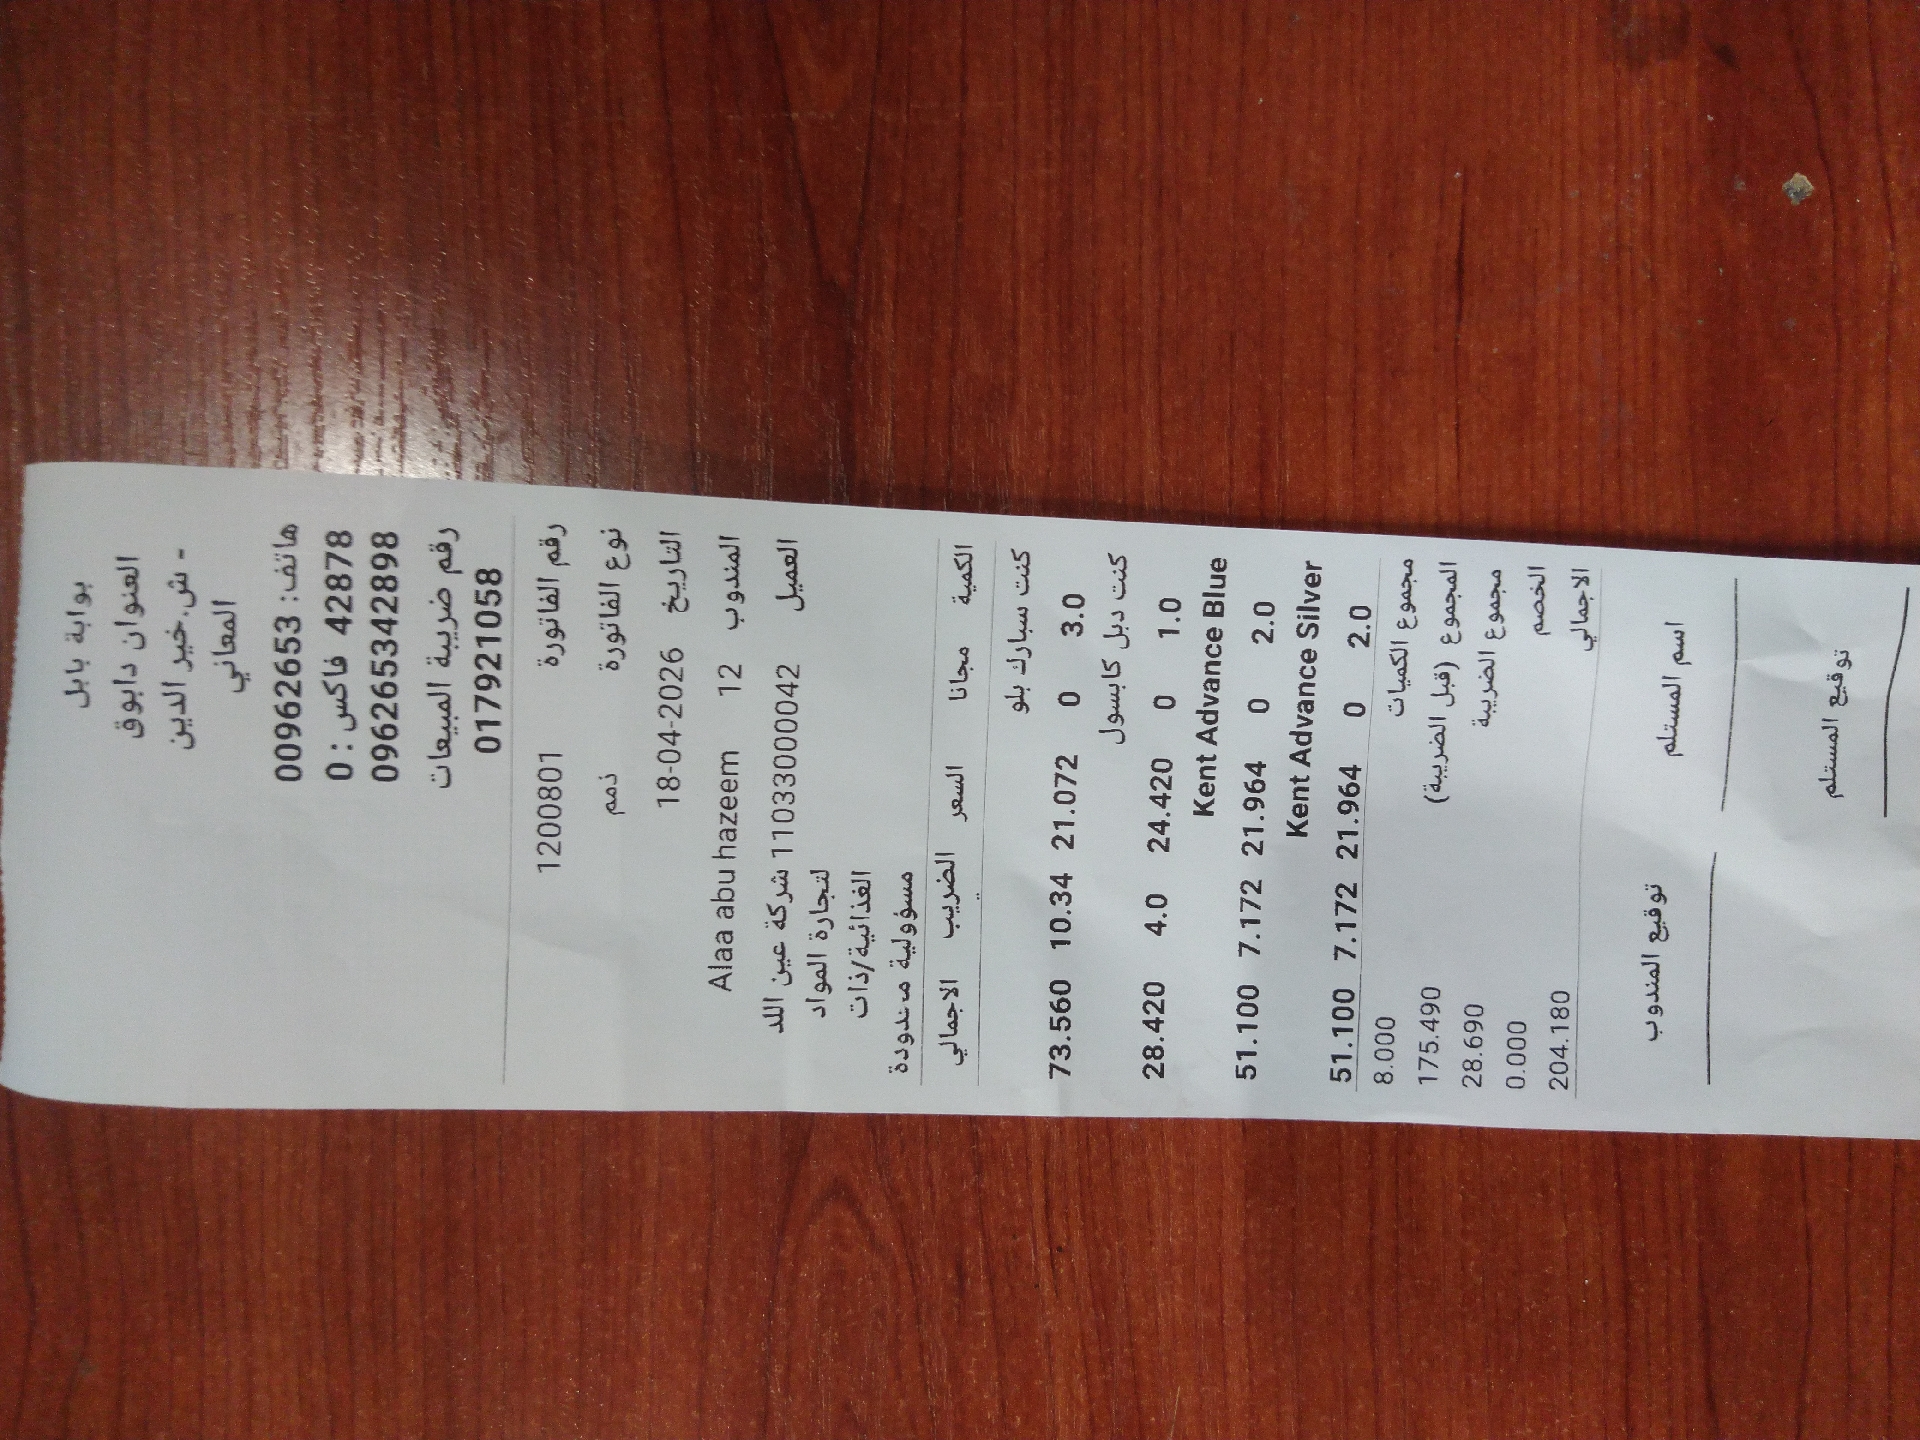 بوابة بابل
العنوان دابوق
- ش.خير الدين
المعاني
هاتف: 00962653
42878 فاكس : 0
096265342898
رقم ضريبة المبيعات
017921058
رقم الفاتورة 1200801
نوع الفاتورة ذمم
التاريخ 18-04-2026
المندوب 12 Alaa abu hazeem
العميل 1103300042 شركة عين اللد
لتجارة المواد
الغذائية/ذات
مسؤولية
الكمية مجانا السعر الضريب الاجمالي
كنت سبارك بلو
3.0 0 21.072 10.34 73.560
كنت دبل كابسول
1.0 0 24.420 4.0 28.420
Kent Advance Blue
2.0 0 21.964 7.172 51.100
Kent Advance Silver
2.0 0 21.964 7.172 51.100
مجموع الكميات 8.000
المجموع (قبل الضريبة) 175.490
مجموع الضريبة 28.690
الخصم 0.000
الاجمالي 204.180
اسم المستلم توقيع المندوب
توقيع المستلم